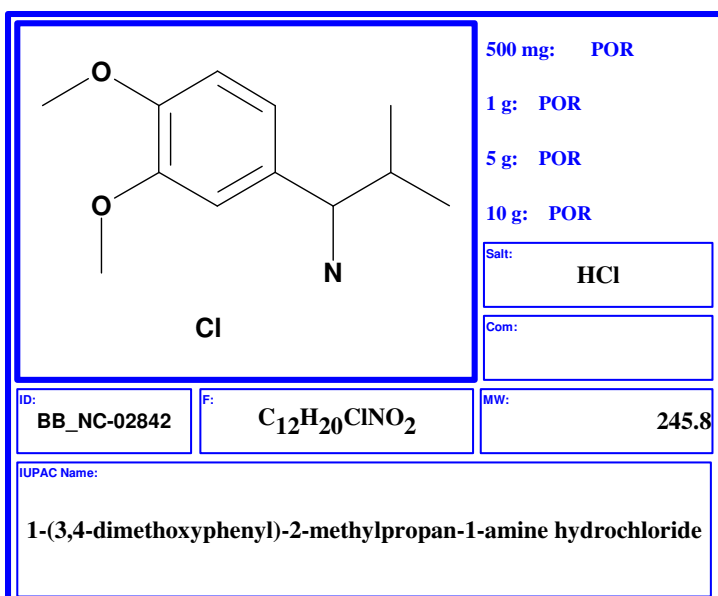 O
O
N
Cl
500 mg: POR
1 g: POR
5 g: POR
10 g: POR
Salt:
HCl
Com:
ID:
BB_NC-02842
F:
C12H20ClNO2
MW:
245.8
IUPAC Name:
1-(3,4-dimethoxyphenyl)-2-methylpropan-1-amine hydrochloride